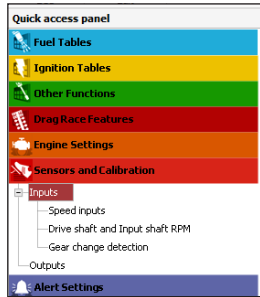 Quick access panel
Fuel Tables
Ignition Tables
Other Functions
Drag Race Features
Engine Settings
Sensors and Calibration
Inputs
Speed inputs
Drive shaft and Input shaft RPM
Gear change detection
Outputs
Alert Settings